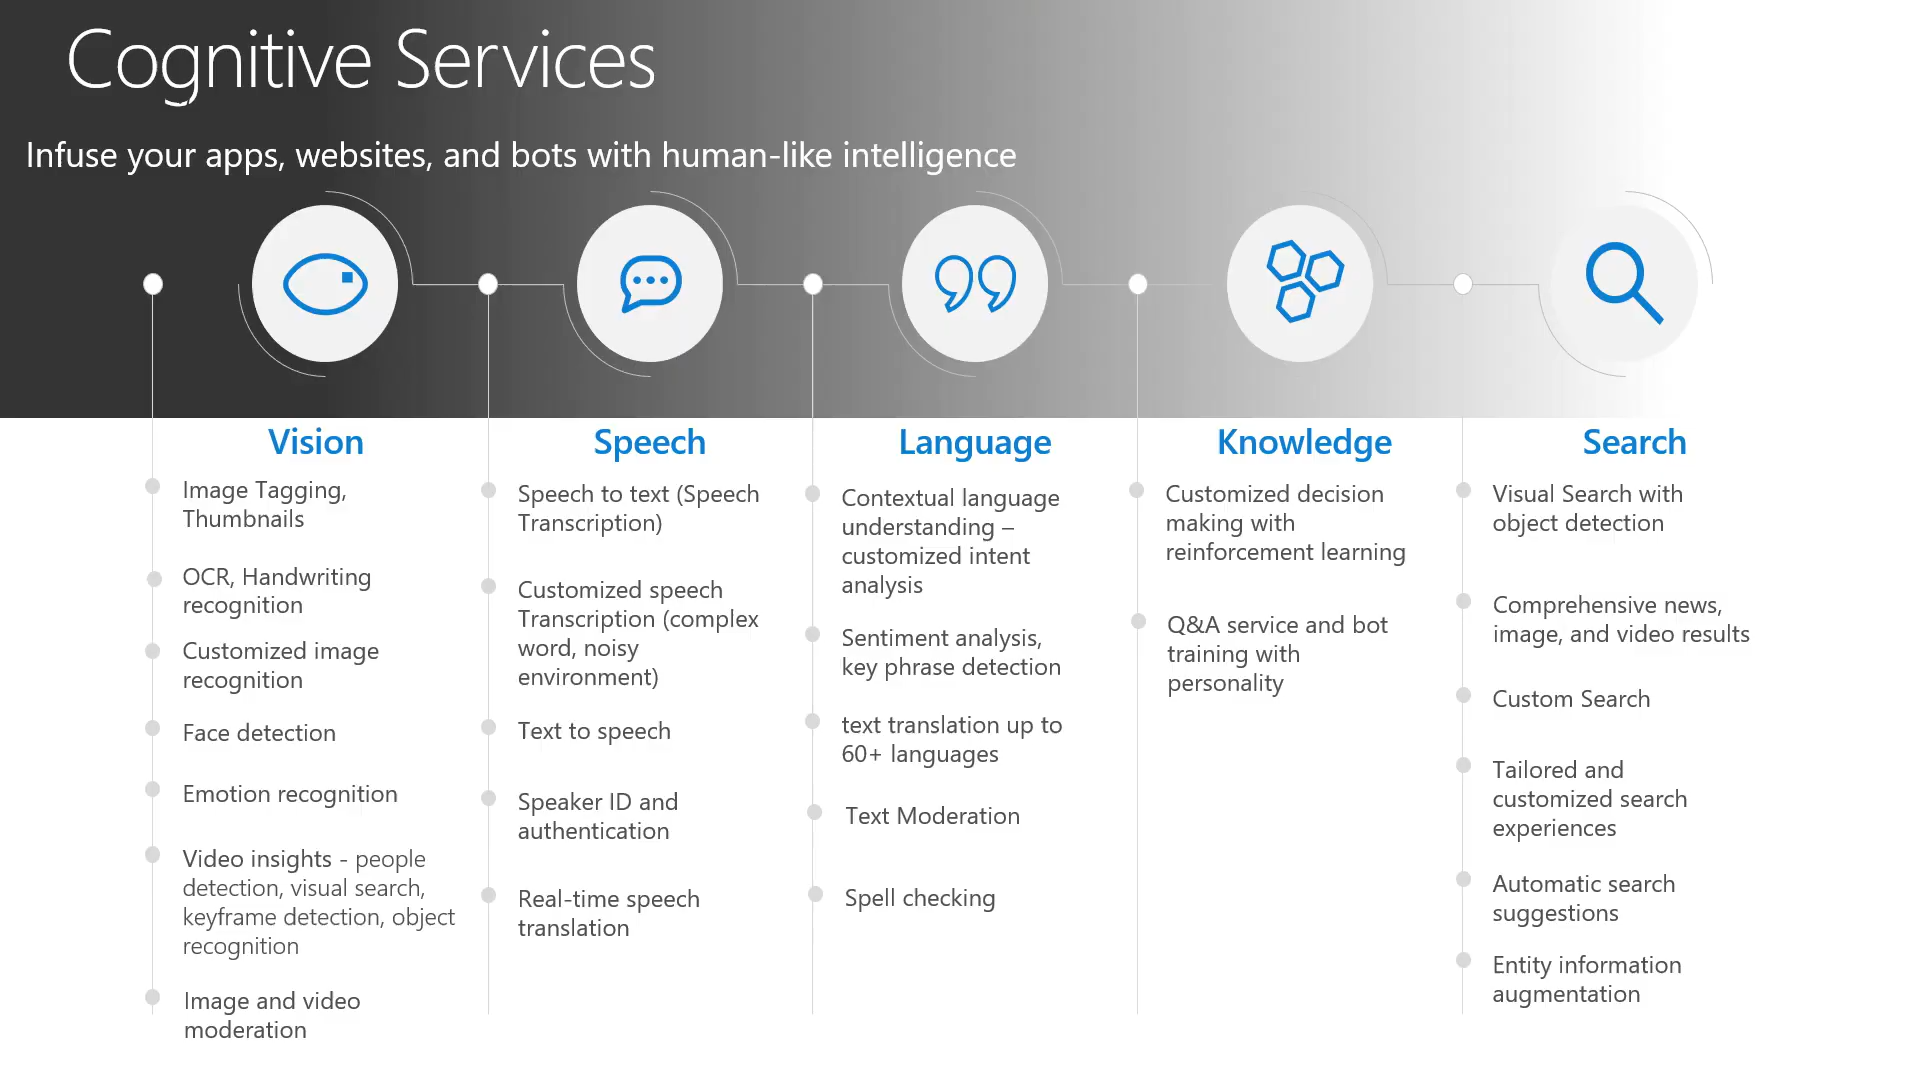 Cognitive Services
Infuse your apps, websites, and bots with human-like intelligence
Vision
Image Tagging,
Thumbnails
OCR, Handwriting
recognition
Customized image
recognition
Face detection
Emotion recognition
Video insights - people
detection, visual search,
keyframe detection, object
recognition
Image and video
moderation
Speech
Speech to text (Speech
Transcription)
Customized speech
Transcription (complex
word, noisy
environment)
Text to speech
Speaker ID and
authentication
Real-time speech
translation
Language
Contextual language
understanding –
customized intent
analysis
Sentiment analysis,
key phrase detection
text translation up to
60+ languages
Text Moderation
Spell checking
Knowledge
Customized decision
making with
reinforcement learning
Q&A service and bot
training with
personality
Search
Visual Search with
object detection
Comprehensive news,
image, and video results
Custom Search
Tailored and
customized search
experiences
Automatic search
suggestions
Entity information
augmentation